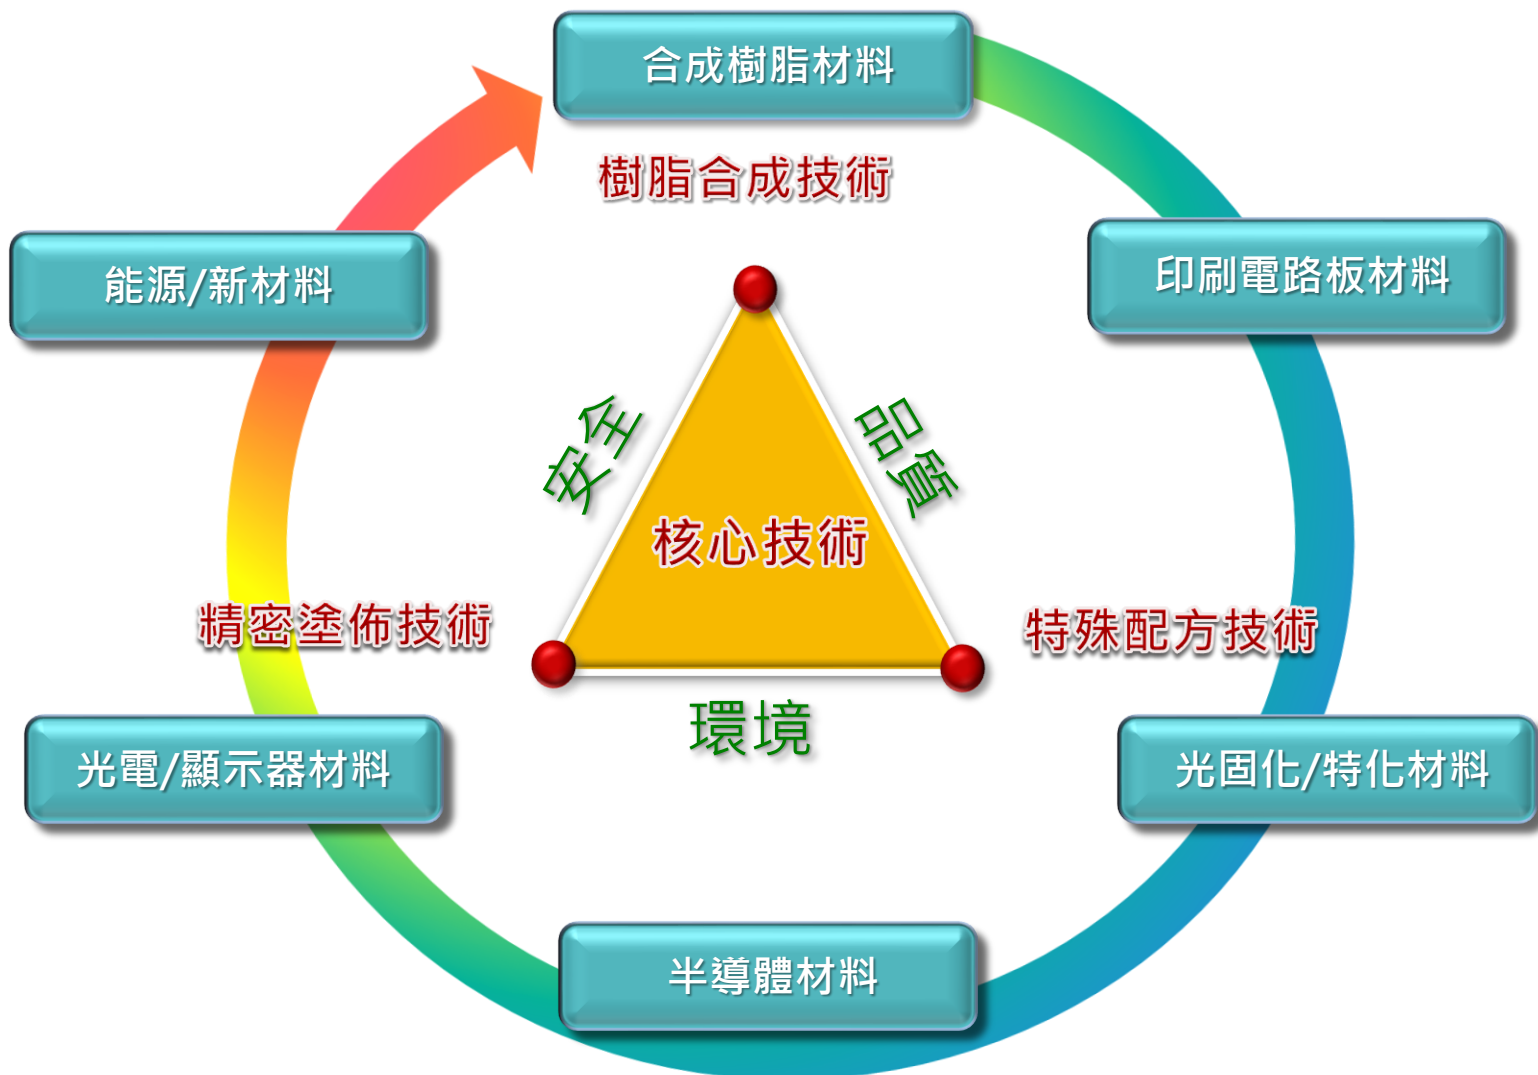 合成樹脂材料
樹脂合成技術
能源/新材料
印刷電路板材料
安全
品質
核心技術
精密塗佈技術
特殊配方技術
環境
光電/顯示器材料
光固化/特化材料
半導體材料